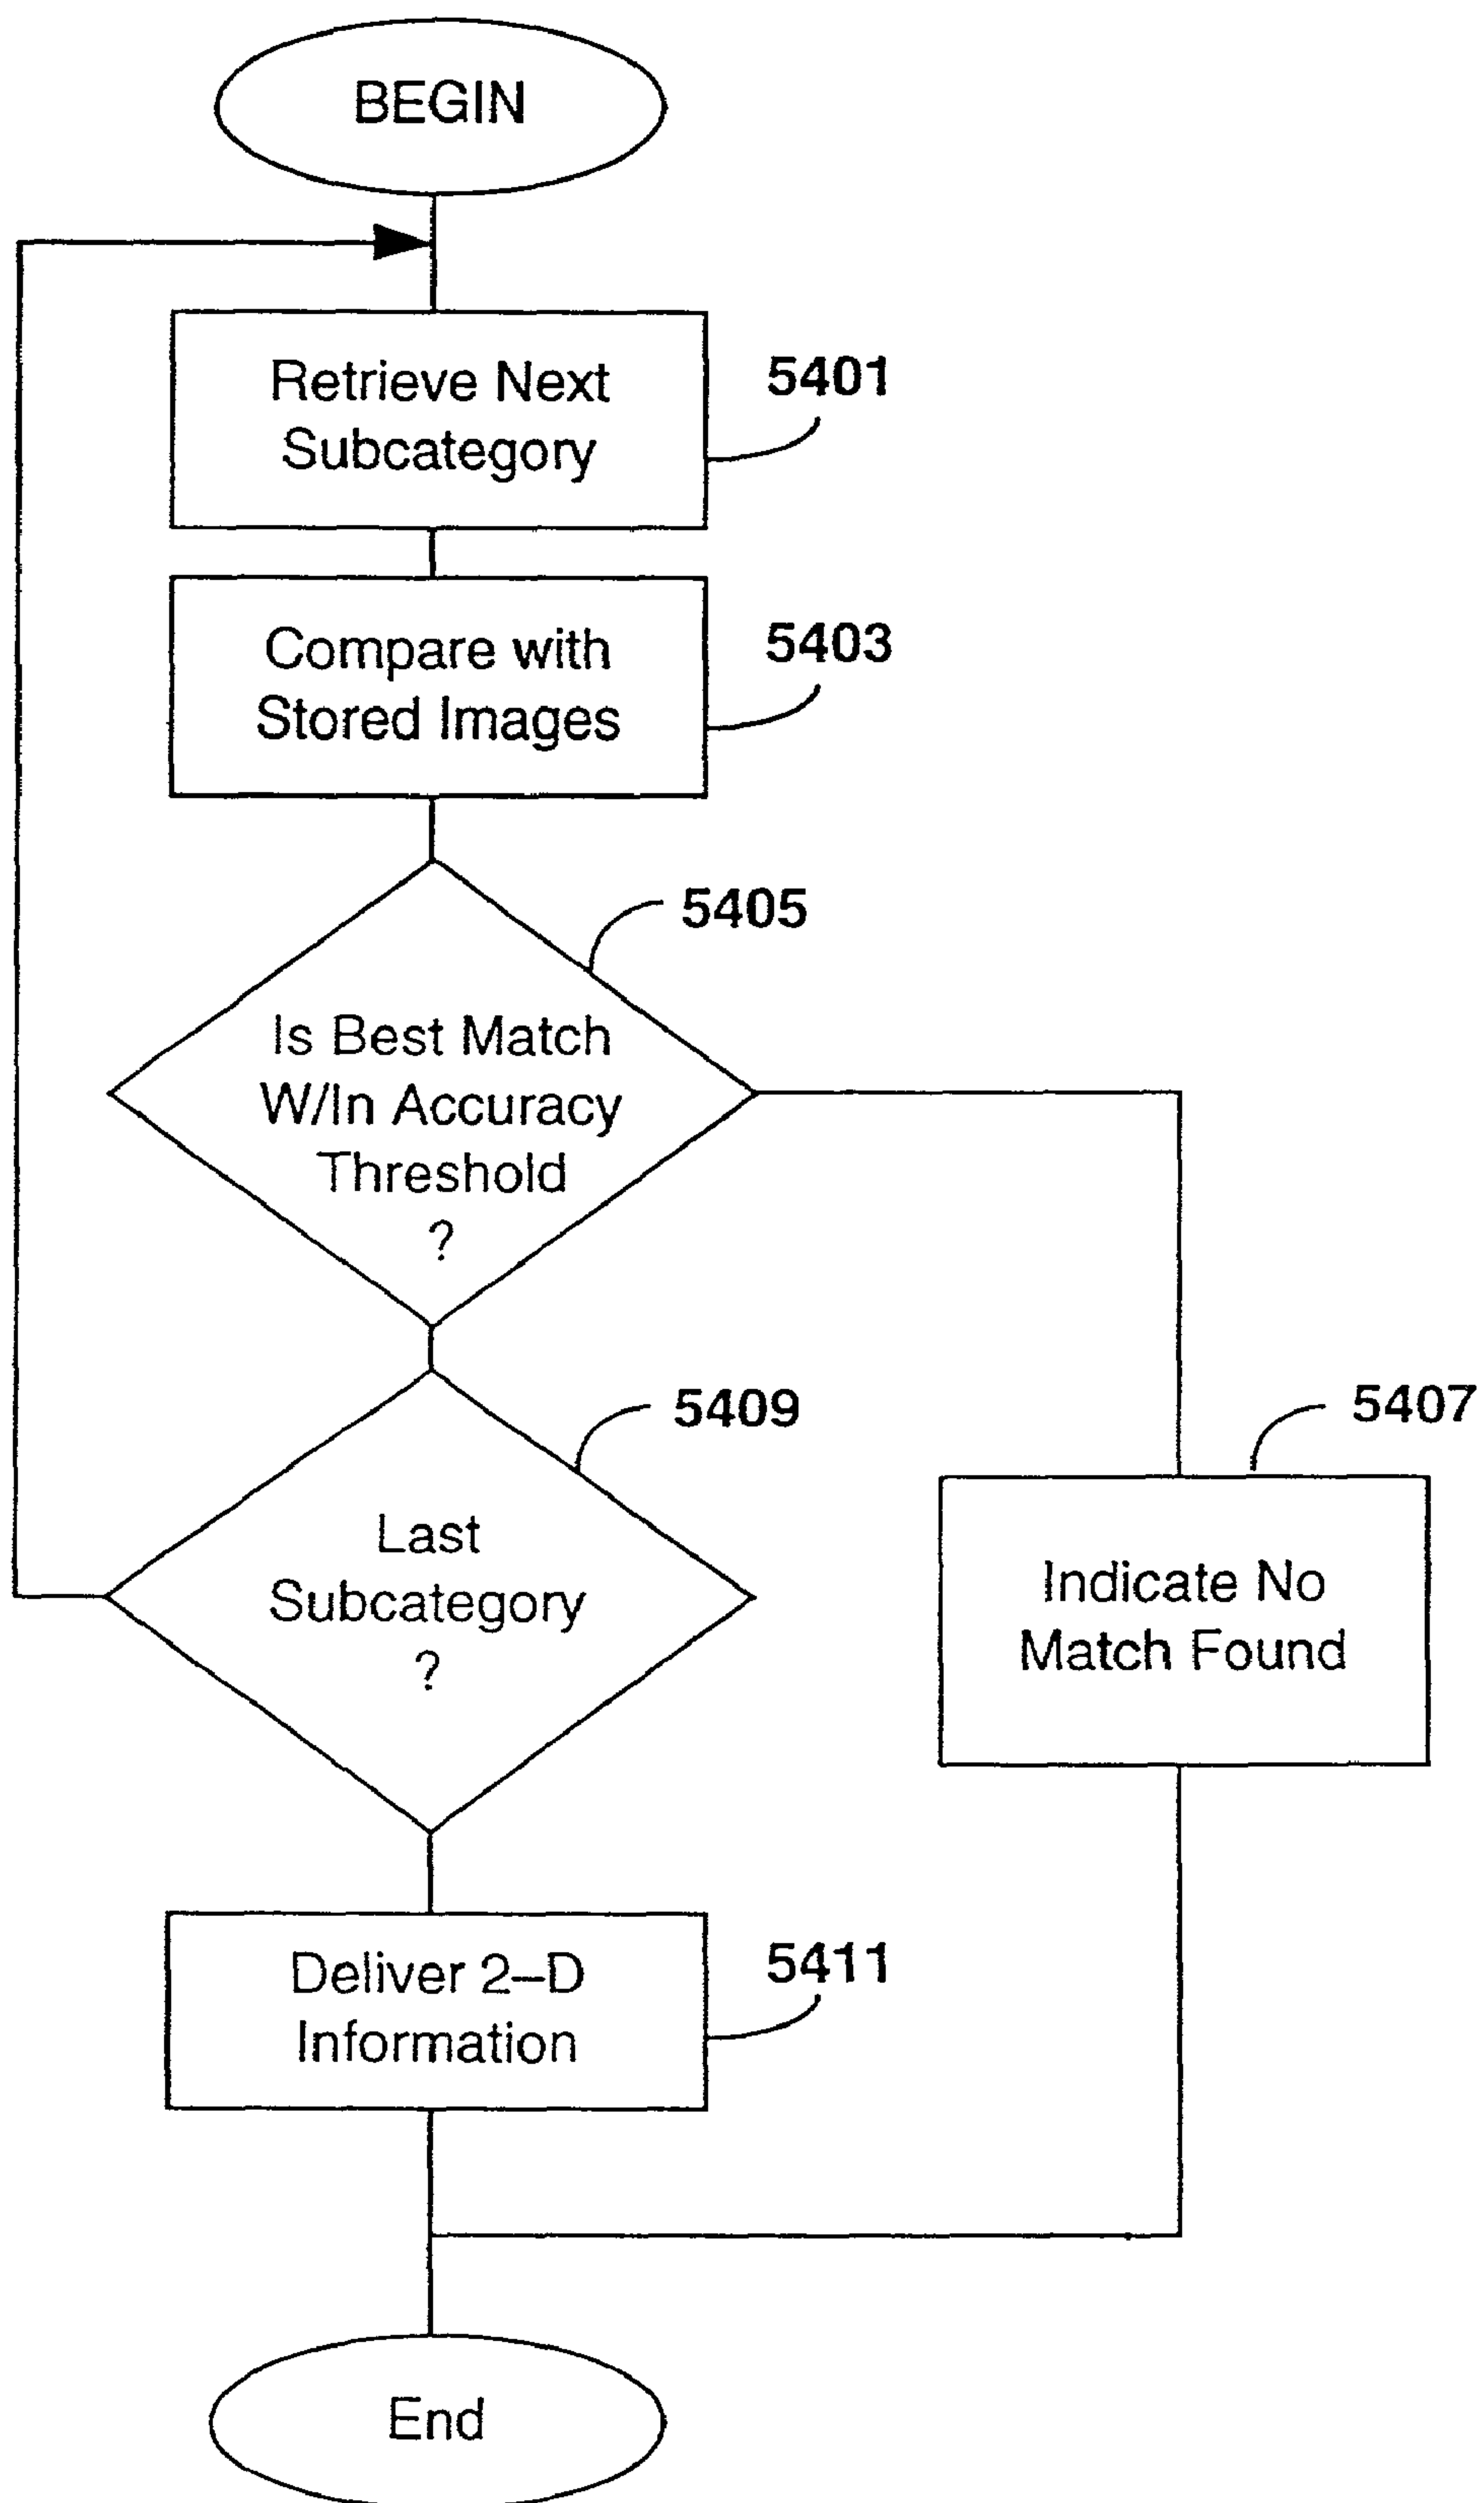 BEGIN
Retrieve Next
Subcategory
5401
Compare with
Stored Images
5403
5405
Is Best Match
W/In Accuracy
Threshold
?
5409
Last
Subcategory
?
5407
Indicate No
Match Found
Deliver 2–D
Information
5411
End